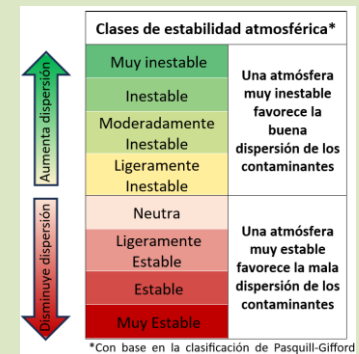 Clases de estabilidad atmosférica*
Aumenta dispersión
Muy inestable
Inestable
Moderadamente
Inestable
Ligeramente
Inestable
Una atmósfera
muy inestable
favorece la
buena
dispersión de los
contaminantes
Disminuye dispersión
Neutra
Ligeramente
Estable
Estable
Muy Estable
Una atmósfera
muy estable
favorece la mala
dispersión de los
contaminantes
*Con base en la clasificación de Pasquill-Gifford